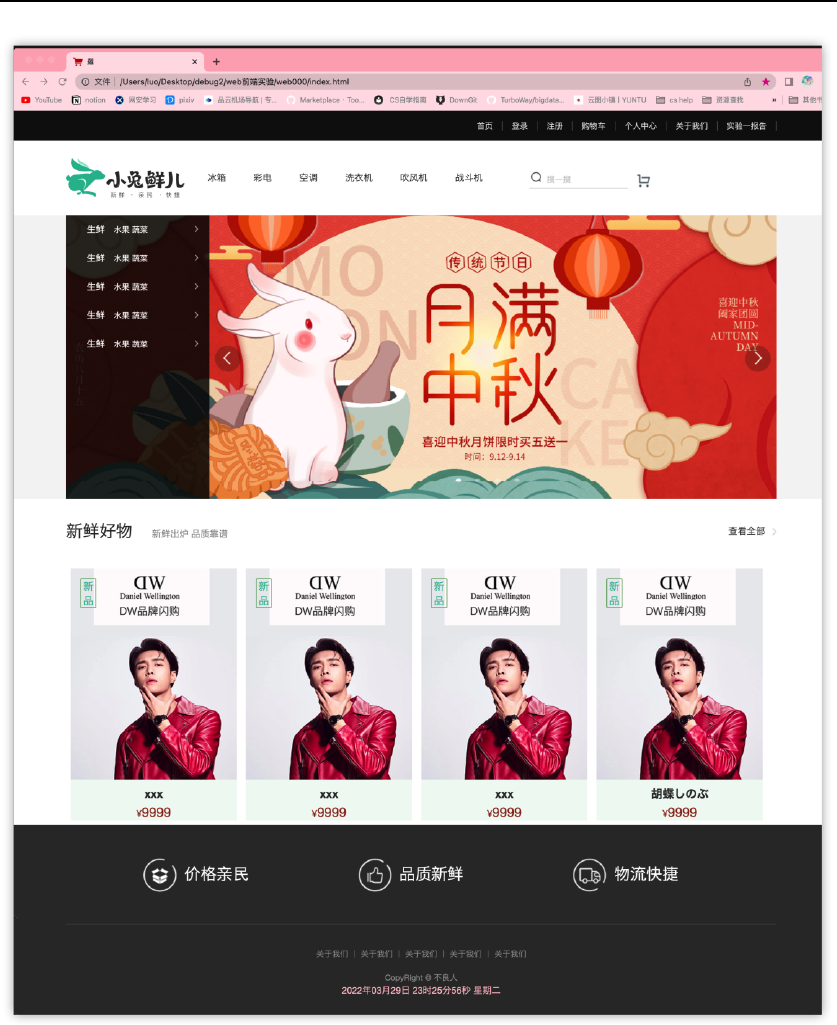 文件 | /Users/luo/Desktop/debug2/web前端实验/web000/index.html
YouTube notion 网安学习 pixiv 品云机场导航 | 专... Marketplace · Too... CS自学指南 DownGit TurboWay/bigdata... 云图小镇 | YUNTU cs help 资源查找 » 其他书
首页 登录 注册 购物车 个人中心 关于我们 实验一报告
小兔鲜儿
新鲜 · 亲民 · 快捷
冰箱 彩电 空调 洗衣机 吹风机 战斗机 搜一搜
生鲜 水果 蔬菜
生鲜 水果 蔬菜
生鲜 水果 蔬菜
生鲜 水果 蔬菜
生鲜 水果 蔬菜
MO
ON
CA
KE
传统节日
月满
中秋
喜迎中秋月饼限时买五送一
时间：9.12-9.14
喜迎中秋
阖家团圆
MID-
AUTUMN
DAY
新鲜好物 新鲜出炉 品质靠谱 查看全部
新品 DW
Daniel Wellington
DW品牌闪购
xxx
¥9999
新品 DW
Daniel Wellington
DW品牌闪购
xxx
¥9999
新品 DW
Daniel Wellington
DW品牌闪购
xxx
¥9999
新品 DW
Daniel Wellington
DW品牌闪购
胡蝶しのぶ
¥9999
价格亲民 品质新鲜 物流快捷
关于我们 | 关于我们 | 关于我们 | 关于我们 | 关于我们
CopyRight @ 不良人
2022年03月29日 23时25分56秒 星期二